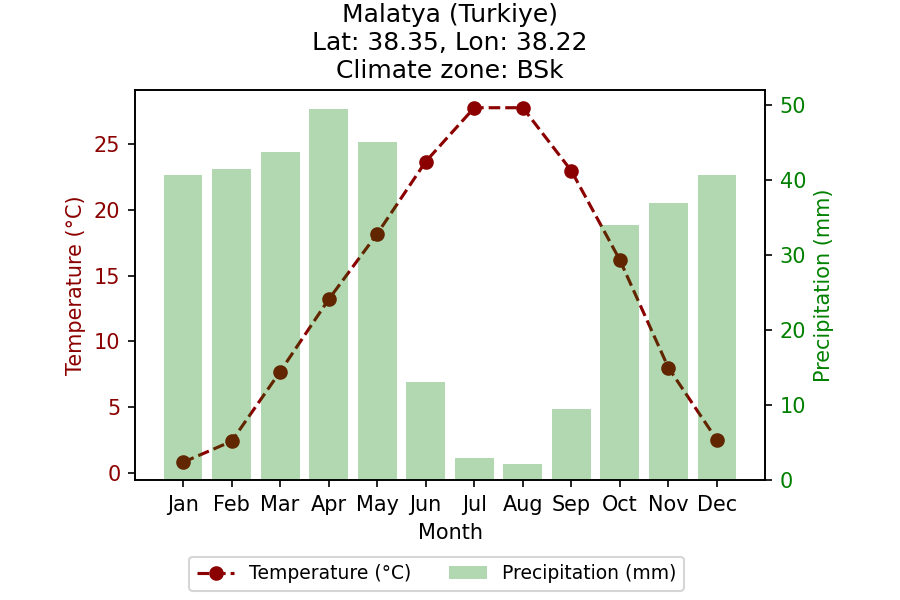 Malatya (Turkiye)
Lat: 38.35, Lon: 38.22
Climate zone: BSk
Temperature (°C)
25
20
15
10
5
0
50
40
30
20
10
0
Precipitation (mm)
Jan Feb Mar Apr May Jun Jul Aug Sep Oct Nov Dec
Month
Temperature (°C) Precipitation (mm)